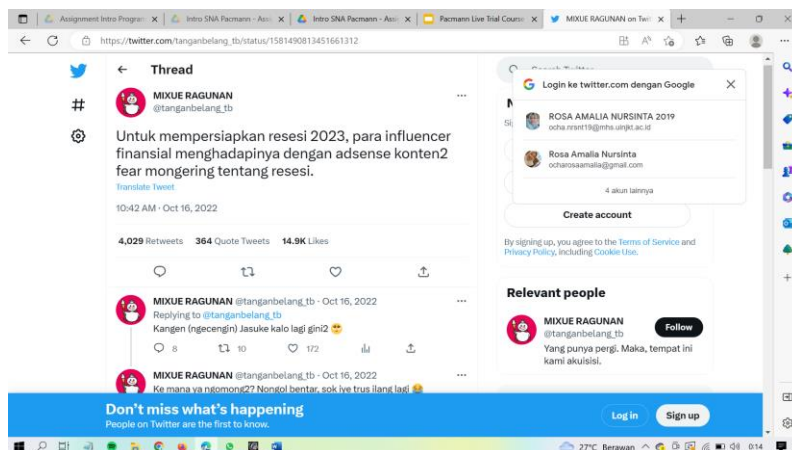 Assignment Intro Program
Intro SNA Pacmann - Assi
Intro SNA Pacmann - Assi
Pacmann Live Trial Course
MIXUE RAGUNAN on Twit
https://twitter.com/tanganbelang_tb/status/1581490813451661312
Thread
MIXUE RAGUNAN
@tanganbelang_tb
Untuk mempersiapkan resesi 2023, para influencer
finansial menghadapinya dengan adsense konten2
fear mongering tentang resesi.
Translate Tweet
10:42 AM · Oct 16, 2022
4,029 Retweets 364 Quote Tweets 14.9K Likes
MIXUE RAGUNAN @tanganbelang_tb · Oct 16, 2022
Replying to @tanganbelang_tb
Kangen (ngecengin) Jasuke kalo lagi gini2 😶
8 10 172
MIXUE RAGUNAN @tanganbelang_tb · Oct 16, 2022
Ke mana ya ngomong2? Nongol bentar, sok iye trus ilang lagi 😂
Login ke twitter.com dengan Google
ROSA AMALIA NURSINTA 2019
ocha.nrsnt19@mhs.uinjkt.ac.id
Rosa Amalia Nursinta
ocharosaamalia@gmail.com
4 akun lainnya
Create account
By signing up, you agree to the Terms of Service and
Privacy Policy, including Cookie Use.
Relevant people
MIXUE RAGUNAN
@tanganbelang_tb
Follow
Yang punya pergi. Maka, tempat ini
kami akuisisi.
Don't miss what's happening
People on Twitter are the first to know.
Log in
Sign up
27°C Berawan
0:14